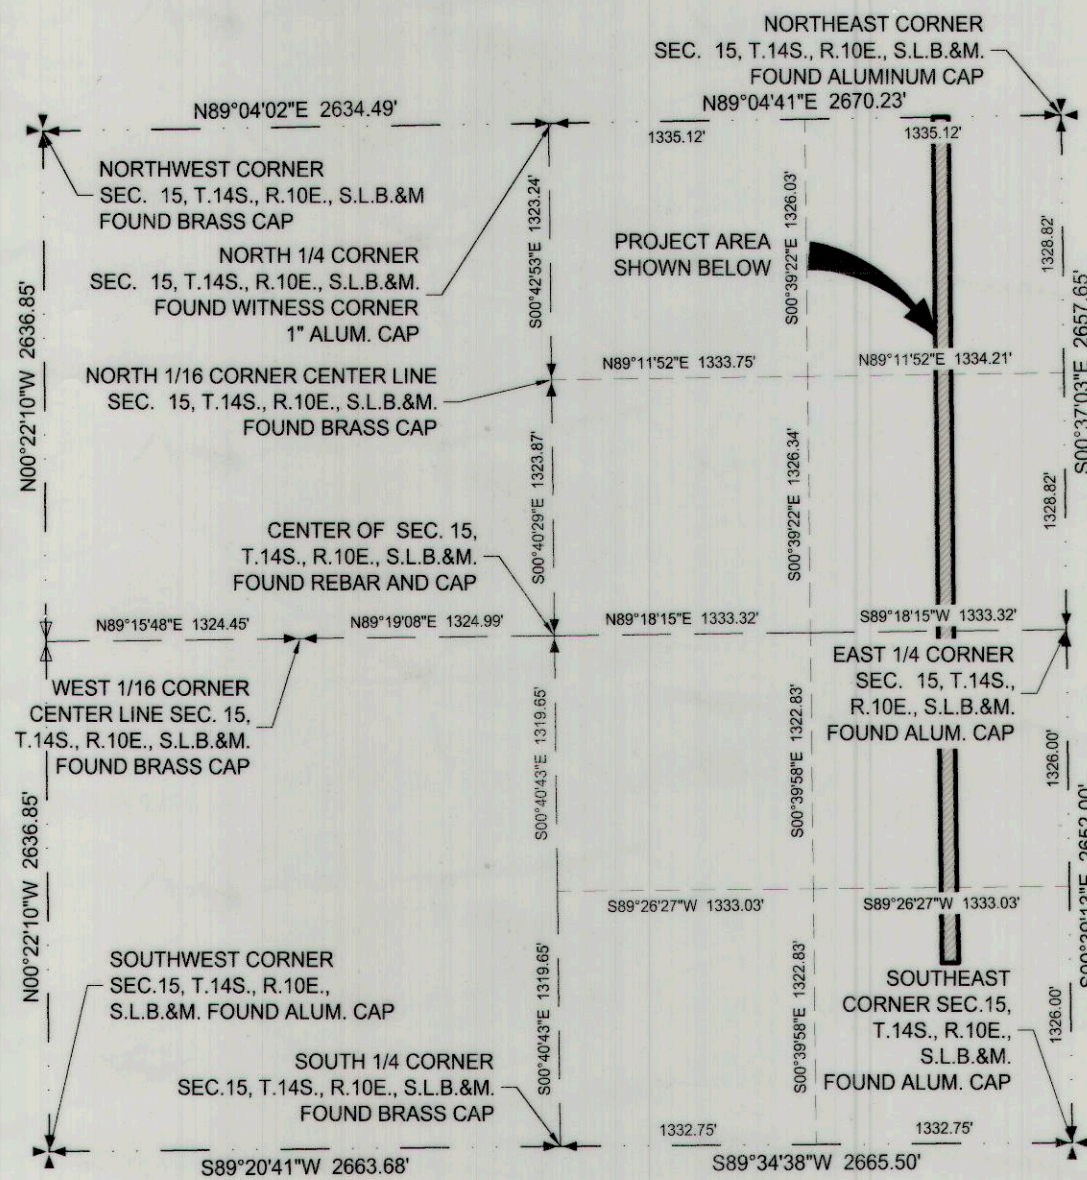 NORTHEAST CORNER
SEC. 15, T.14S., R.10E., S.L.B.&M.
FOUND ALUMINUM CAP
N89°04'02"E 2634.49'
N89°04'41"E 2670.23'
1335.12'
1335.12'
NORTHWEST CORNER
SEC. 15, T.14S., R.10E., S.L.B.&M
FOUND BRASS CAP
NORTH 1/4 CORNER
SEC. 15, T.14S., R.10E., S.L.B.&M.
FOUND WITNESS CORNER
1" ALUM. CAP
S00°42'53"E 1323.24'
S00°39'22"E 1326.03'
PROJECT AREA
SHOWN BELOW
1328.82'
N00°22'10"W 2636.85'
S00°37'03"E 2657.65'
NORTH 1/16 CORNER CENTER LINE
SEC. 15, T.14S., R.10E., S.L.B.&M.
FOUND BRASS CAP
N89°11'52"E 1333.75'
N89°11'52"E 1334.21'
S00°40'29"E 1323.87'
S00°39'22"E 1326.34'
1328.82'
CENTER OF SEC. 15,
T.14S., R.10E., S.L.B.&M.
FOUND REBAR AND CAP
N89°15'48"E 1324.45'
N89°19'08"E 1324.99'
N89°18'15"E 1333.32'
S89°18'15"W 1333.32'
WEST 1/16 CORNER
CENTER LINE SEC. 15,
T.14S., R.10E., S.L.B.&M.
FOUND BRASS CAP
EAST 1/4 CORNER
SEC. 15, T.14S.,
R.10E., S.L.B.&M.
FOUND ALUM. CAP
S00°40'43"E 1319.65'
S00°39'58"E 1322.83'
1326.00'
N00°22'10"W 2636.85'
2652.00'
S89°26'27"W 1333.03'
S89°26'27"W 1333.03'
SOUTHWEST CORNER
SEC.15, T.14S., R.10E.,
S.L.B.&M. FOUND ALUM. CAP
S00°40'43"E 1319.65'
S00°39'58"E 1322.83'
1326.00'
SOUTHEAST
CORNER SEC.15,
T.14S., R.10E.,
S.L.B.&M.
FOUND ALUM. CAP
SOUTH 1/4 CORNER
SEC.15, T.14S., R.10E., S.L.B.&M.
FOUND BRASS CAP
1332.75'
1332.75'
S89°20'41"W 2663.68'
S89°34'38"W 2665.50'